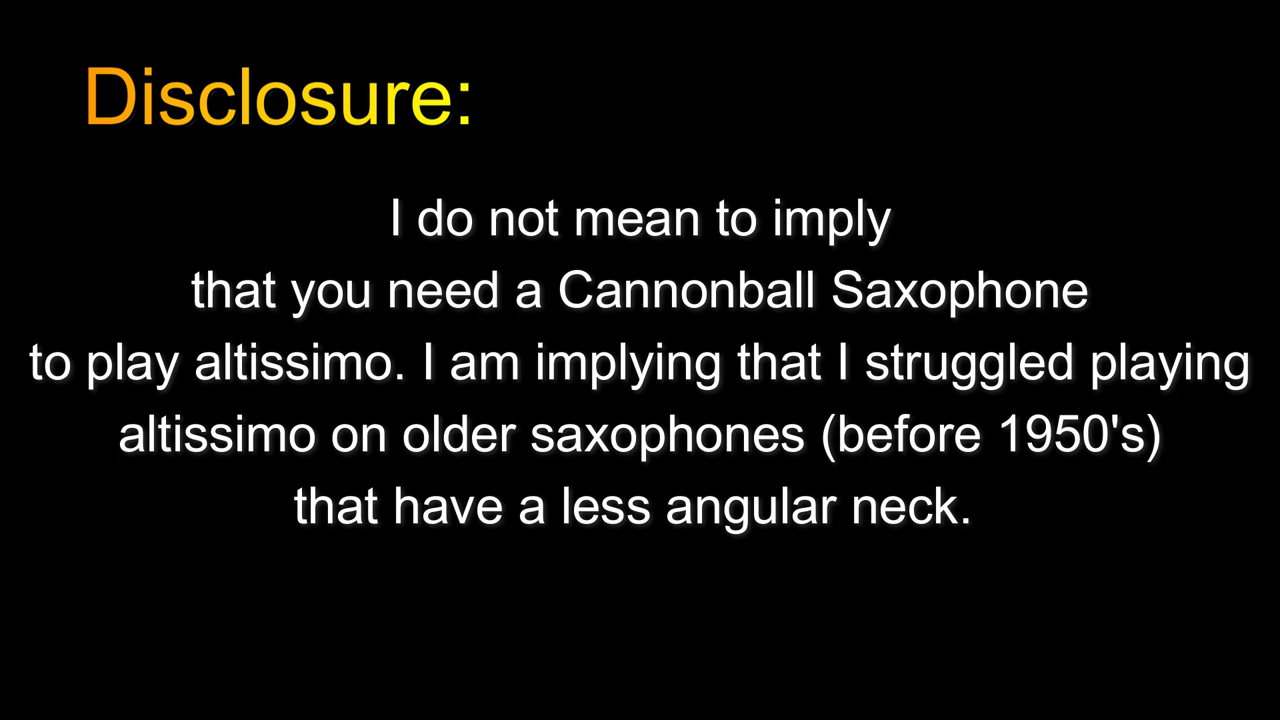 Disclosure:
I do not mean to imply
that you need a Cannonball Saxophone
to play altissimo. I am implying that I struggled playing
altissimo on older saxophones (before 1950's)
that have a less angular neck.